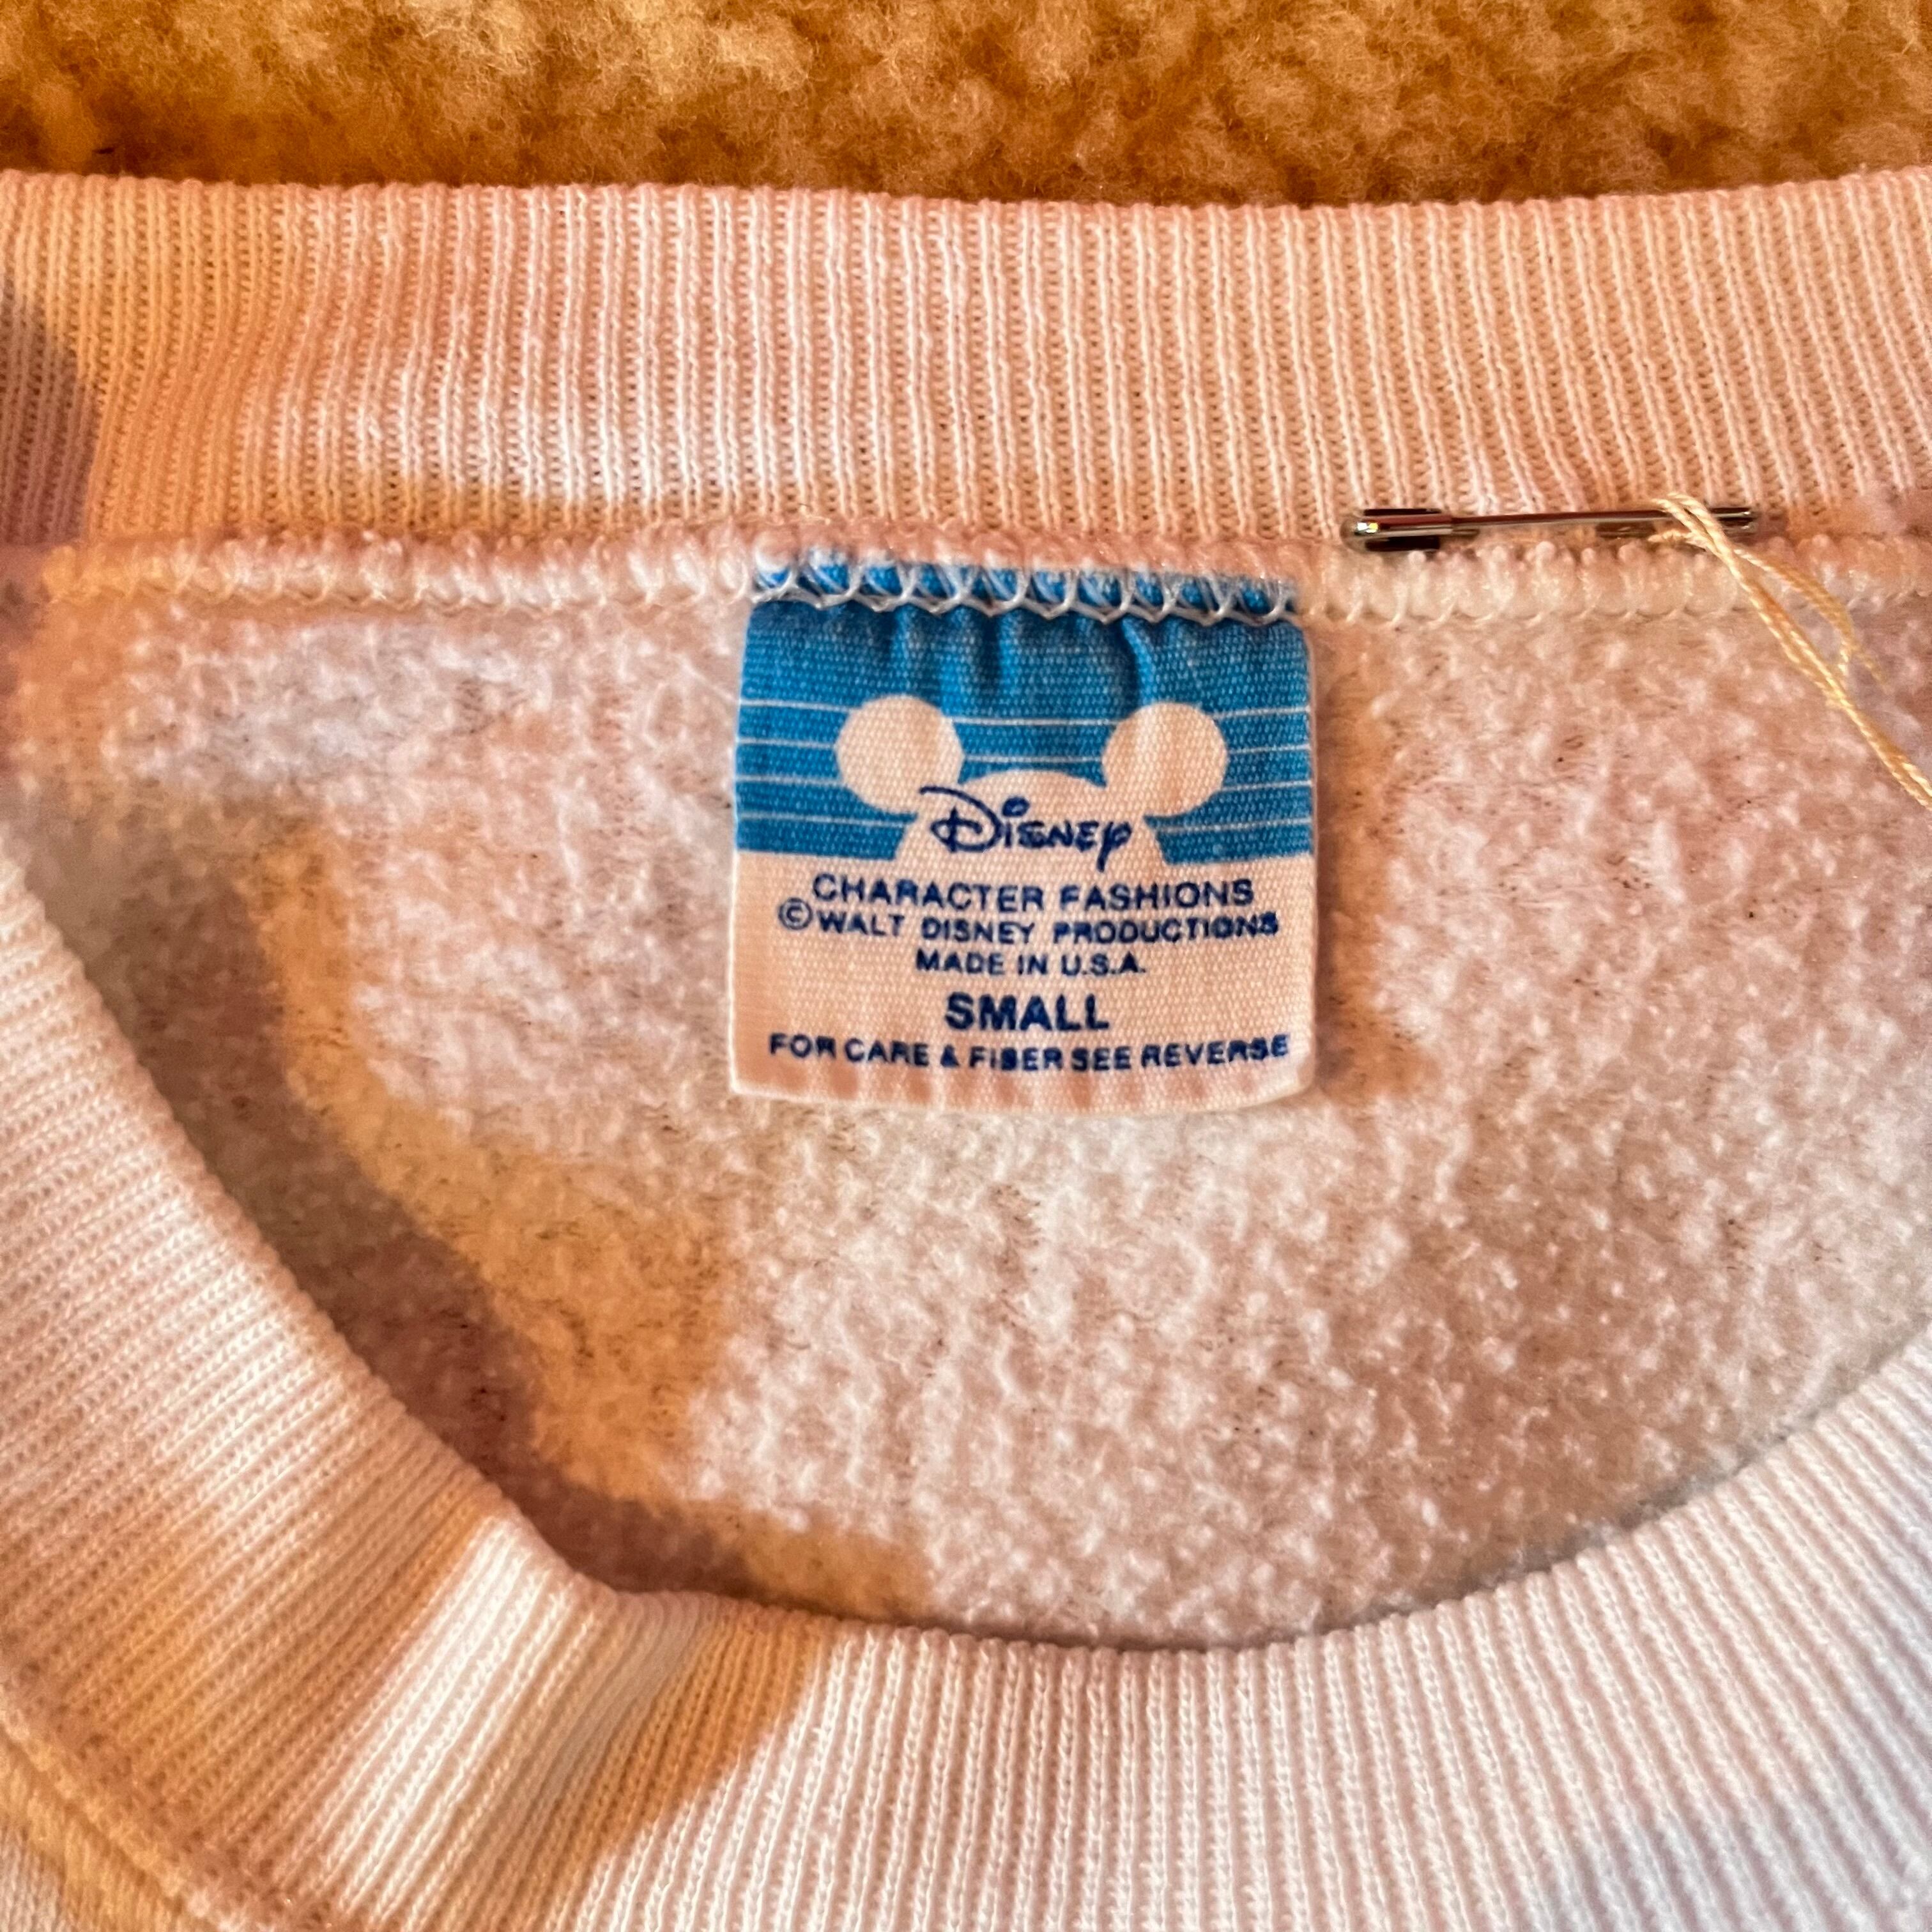 Disney
CHARACTER FASHIONS
©WALT DISNEY PRODUCTIONS
MADE IN U.S.A.
SMALL
FOR CARE & FIBER SEE REVERSE